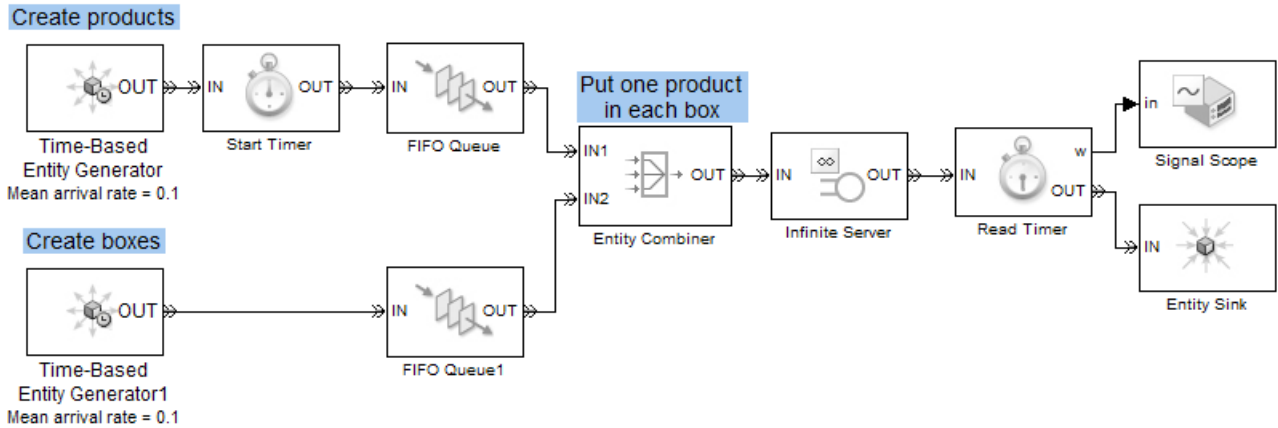 Create products
OUT
Time-Based
Entity Generator
Mean arrival rate = 0.1
IN
OUT
Start Timer
IN
OUT
FIFO Queue
Put one product
in each box
IN1
IN2
OUT
Entity Combiner
IN
∞
OUT
Infinite Server
IN
w
OUT
Read Timer
in
Signal Scope
IN
Entity Sink
Create boxes
OUT
Time-Based
Entity Generator1
Mean arrival rate = 0.1
IN
OUT
FIFO Queue1